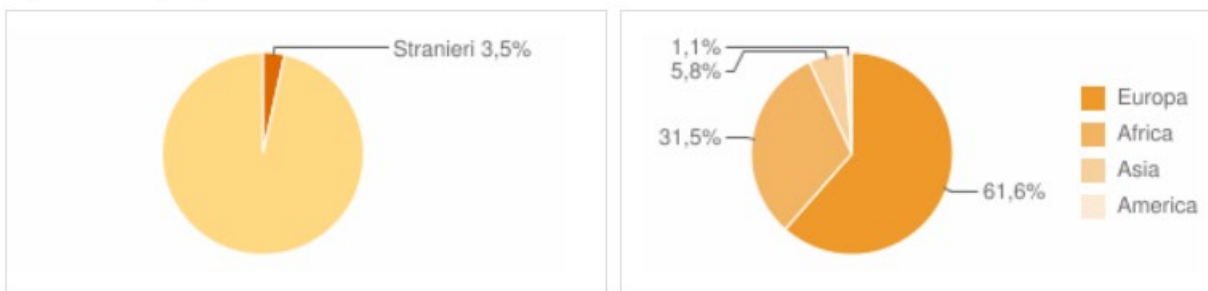 Stranieri 3,5%
1,1%
5,8%
31,5%
61,6%
Europa
Africa
Asia
America